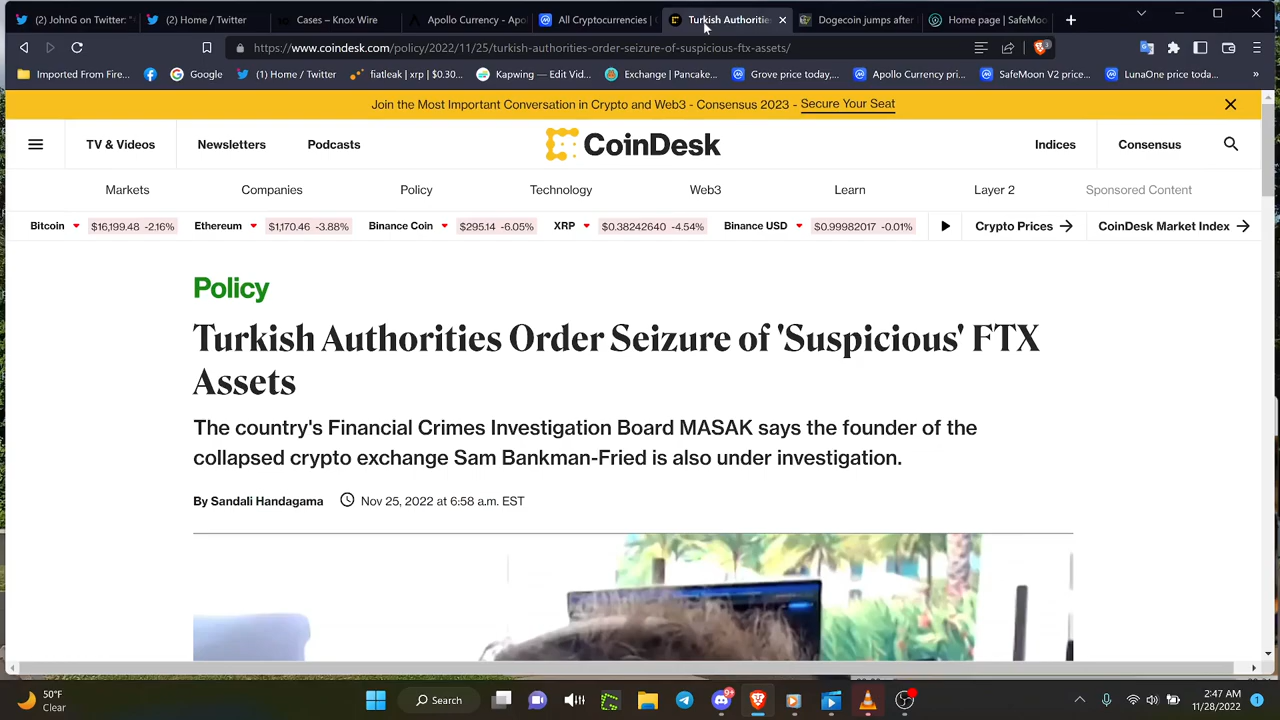 (2) JohnG on Twitter: "
(2) Home / Twitter
Cases – Knox Wire
Apollo Currency - Apo
All Cryptocurrencies |
Turkish Authoritie
Dogecoin jumps after
Home page | SafeMoo
https://www.coindesk.com/policy/2022/11/25/turkish-authorities-order-seizure-of-suspicious-ftx-assets/
3
Imported From Fire...
Google
(1) Home / Twitter
fiatleak | xrp | $0.30...
Kapwing — Edit Vid...
Exchange | Pancake...
Grove price today,...
Apollo Currency pri...
SafeMoon V2 price...
LunaOne price toda...
»
Join the Most Important Conversation in Crypto and Web3 - Consensus 2023 - Secure Your Seat
TV & Videos
Newsletters
Podcasts
CoinDesk
Indices
Consensus
Markets
Companies
Policy
Technology
Web3
Learn
Layer 2
Sponsored Content
Bitcoin $16,199.48 -2.16%
Ethereum $1,170.46 -3.88%
Binance Coin $295.14 -6.05%
XRP $0.38242640 -4.54%
Binance USD $0.99982017 -0.01%
Crypto Prices
CoinDesk Market Index
Policy
Turkish Authorities Order Seizure of 'Suspicious' FTX
Assets
The country's Financial Crimes Investigation Board MASAK says the founder of the
collapsed crypto exchange Sam Bankman-Fried is also under investigation.
By Sandali Handagama
Nov 25, 2022 at 6:58 a.m. EST
50°F
Clear
Search
2:47 AM
11/28/2022
1